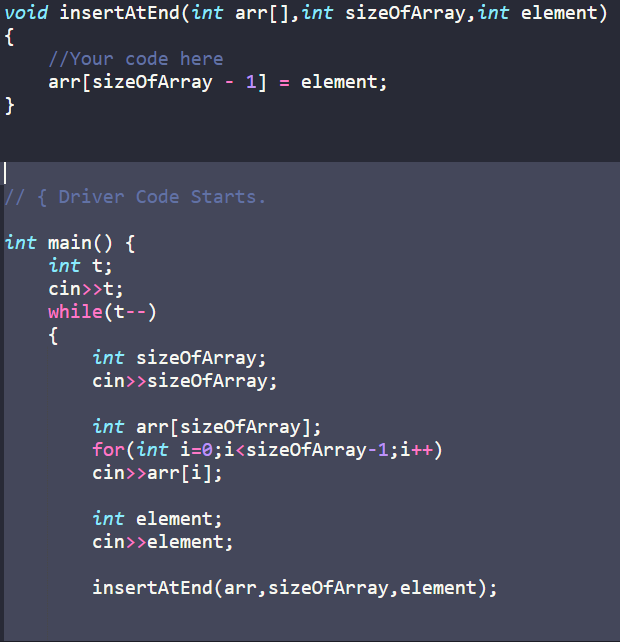 void insertAtEnd(int arr[],int sizeOfArray,int element)
{
    //Your code here
    arr[sizeOfArray - 1] = element;
}
// { Driver Code Starts.
int main() {
    int t;
    cin>>t;
    while(t--)
    {
        int sizeOfArray;
        cin>>sizeOfArray;
        int arr[sizeOfArray];
        for(int i=0;i<sizeOfArray-1;i++)
        cin>>arr[i];
        int element;
        cin>>element;
        insertAtEnd(arr,sizeOfArray,element);